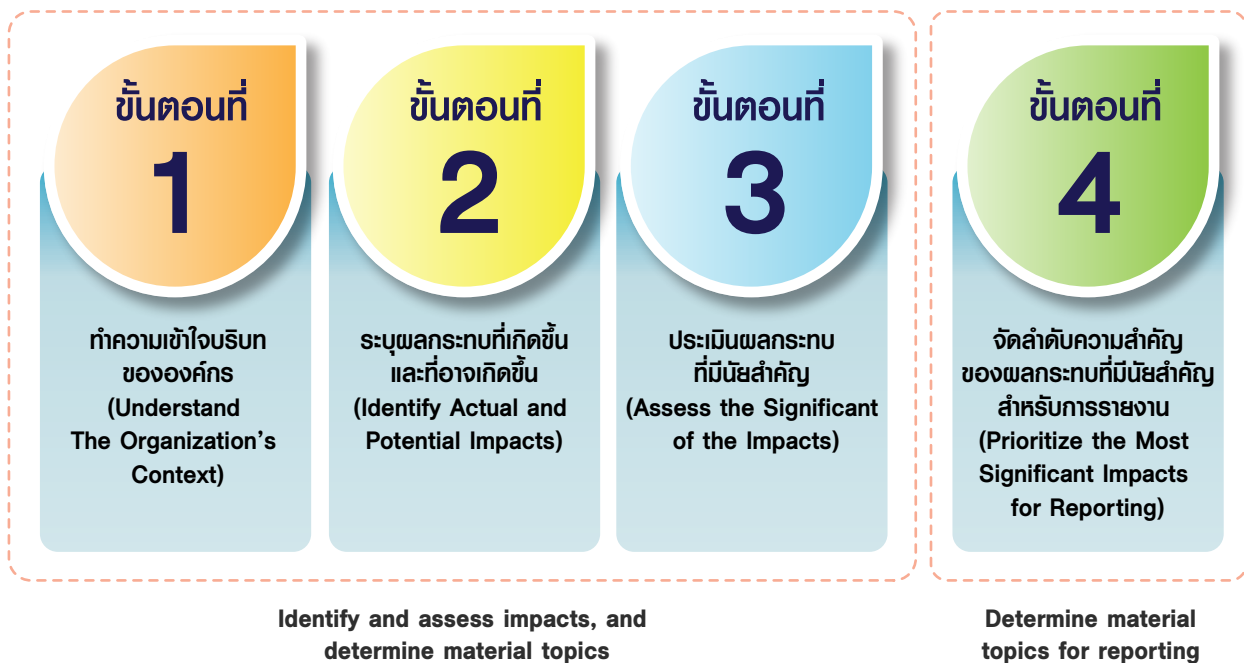 ขั้นตอนที่
1
ทำความเข้าใจบริบท
ขององค์กร
(Understand
The Organization's
Context)
ขั้นตอนที่
2
ระบุผลกระทบที่เกิดขึ้น
และที่อาจเกิดขึ้น
(Identify Actual and
Potential Impacts)
ขั้นตอนที่
3
ประเมินผลกระทบ
ที่มีนัยสำคัญ
(Assess the Significant
of the Impacts)
ขั้นตอนที่
4
จัดลำดับความสำคัญ
ของผลกระทบที่มีนัยสำคัญ
สำหรับการรายงาน
(Prioritize the Most
Significant Impacts
for Reporting)
Identify and assess impacts, and
determine material topics
Determine material
topics for reporting